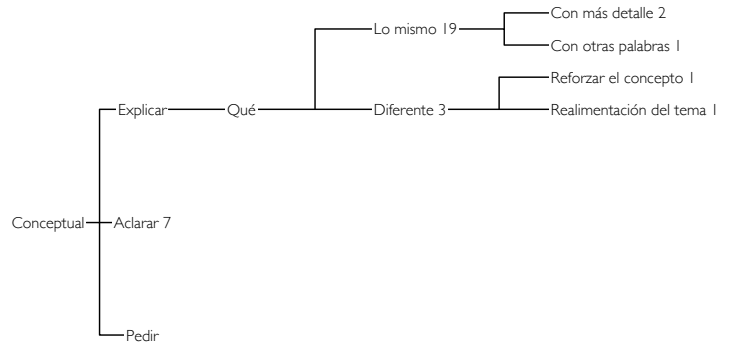 Con más detalle 2
Lo mismo 19
Con otras palabras 1
Reforzar el concepto 1
Explicar
Qué
Diferente 3
Realimentación del tema 1
Conceptual
Aclarar 7
Pedir